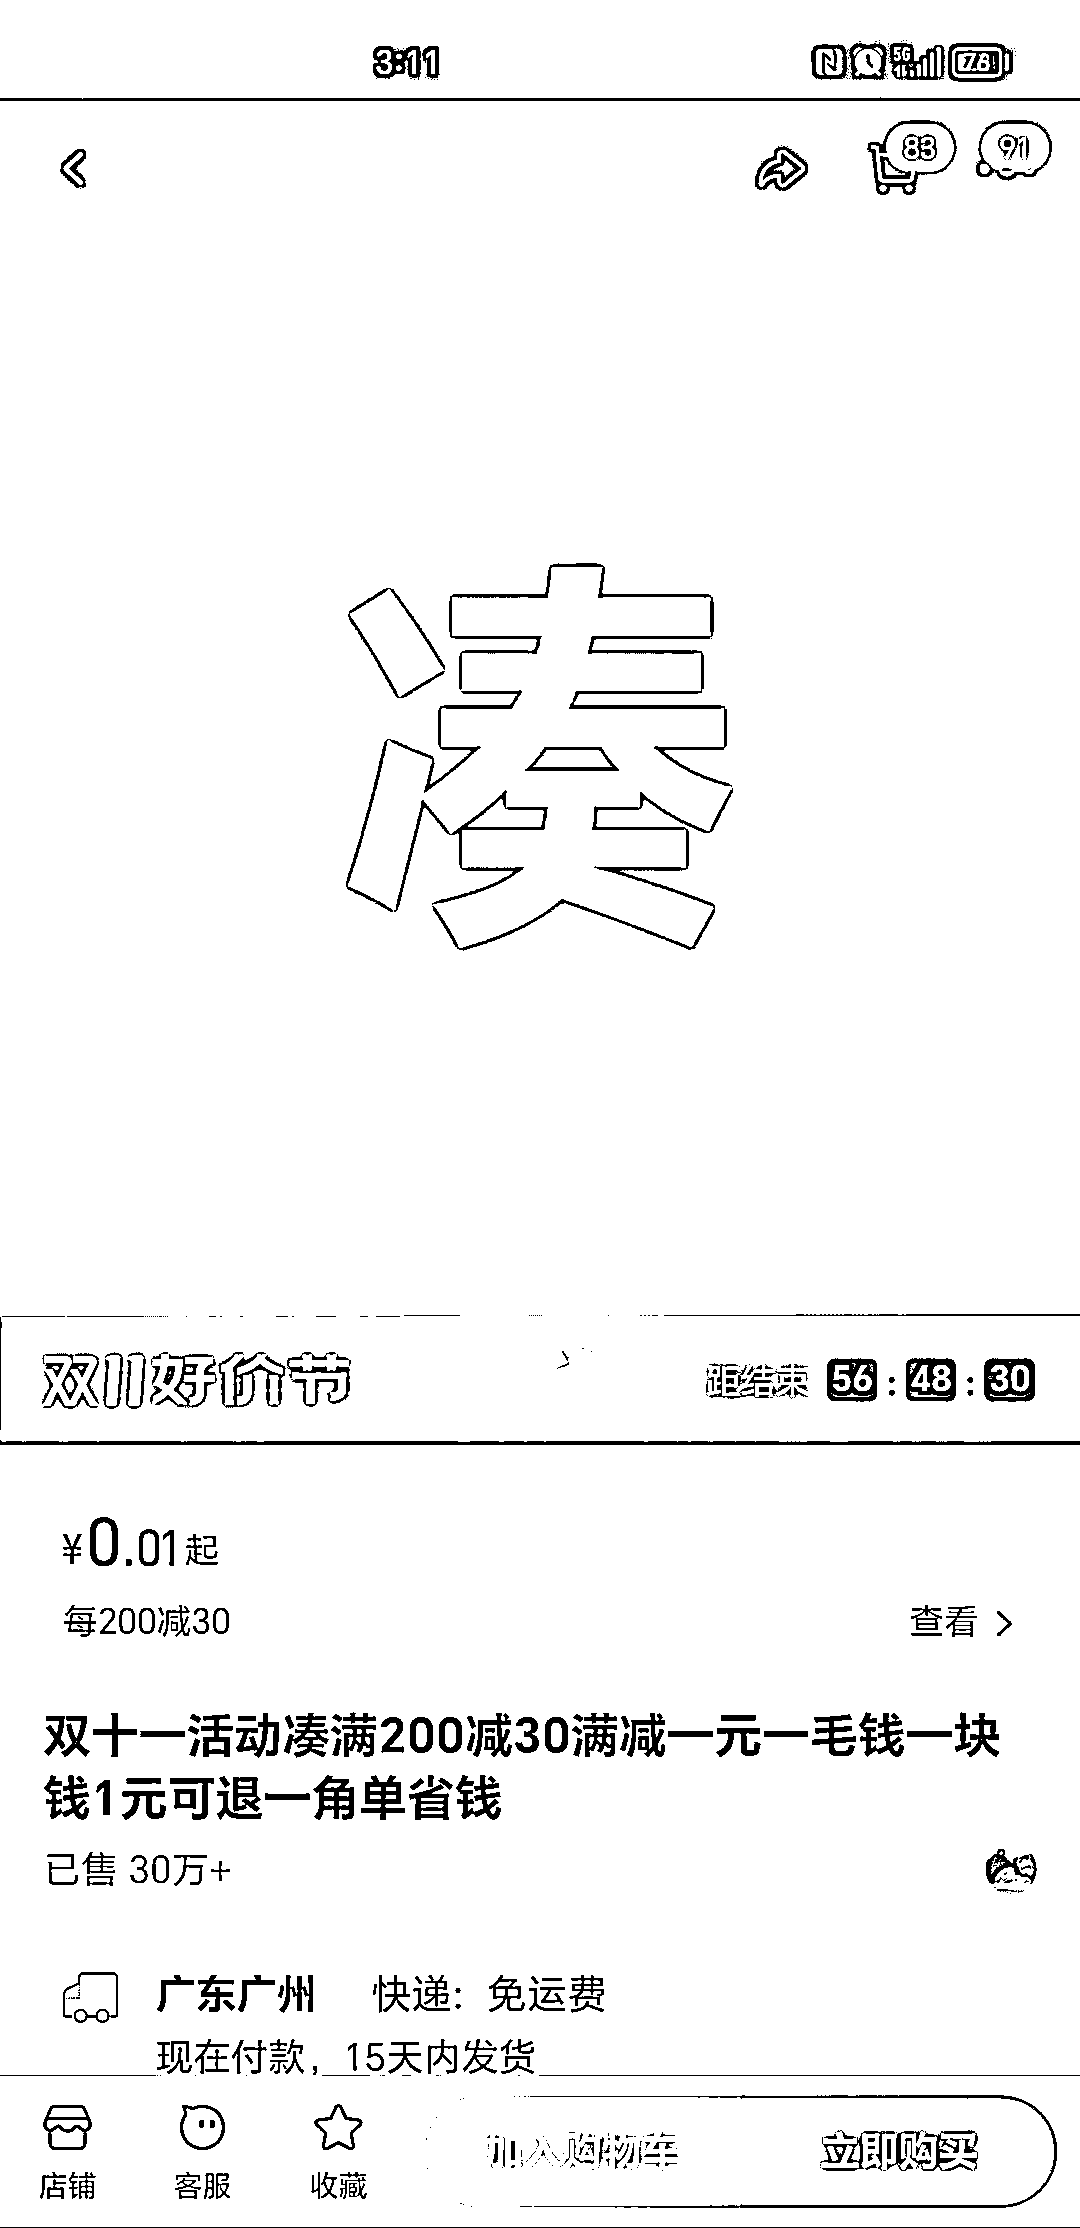 3:11
5G
78
83
91
凑
双11好价节
距结束 56:48:30
¥0.01起
每200减30
查看
双十一活动凑满200减30满减一元一毛钱一块
钱1元可退一角单省钱
已售 30万+
广东广州 快递：免运费
现在付款，15天内发货
店铺
客服
收藏
加入购物车
立即购买